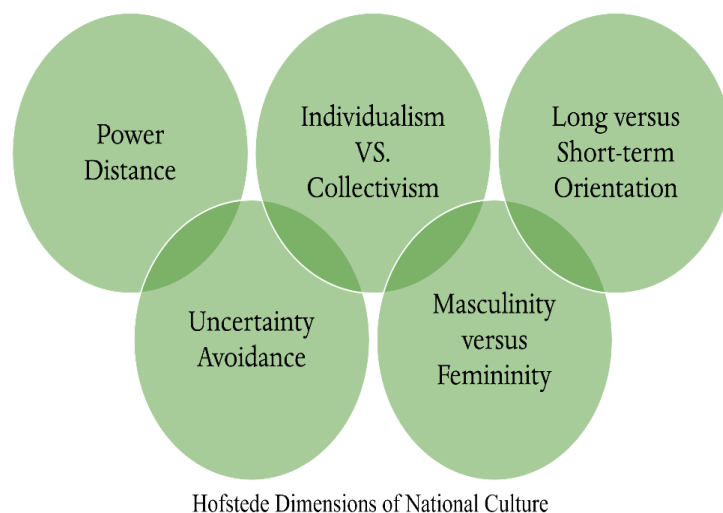 Power
Distance
Individualism
VS.
Collectivism
Long versus
Short-term
Orientation
Uncertainty
Avoidance
Masculinity
versus
Femininity
Hofstede Dimensions of National Culture